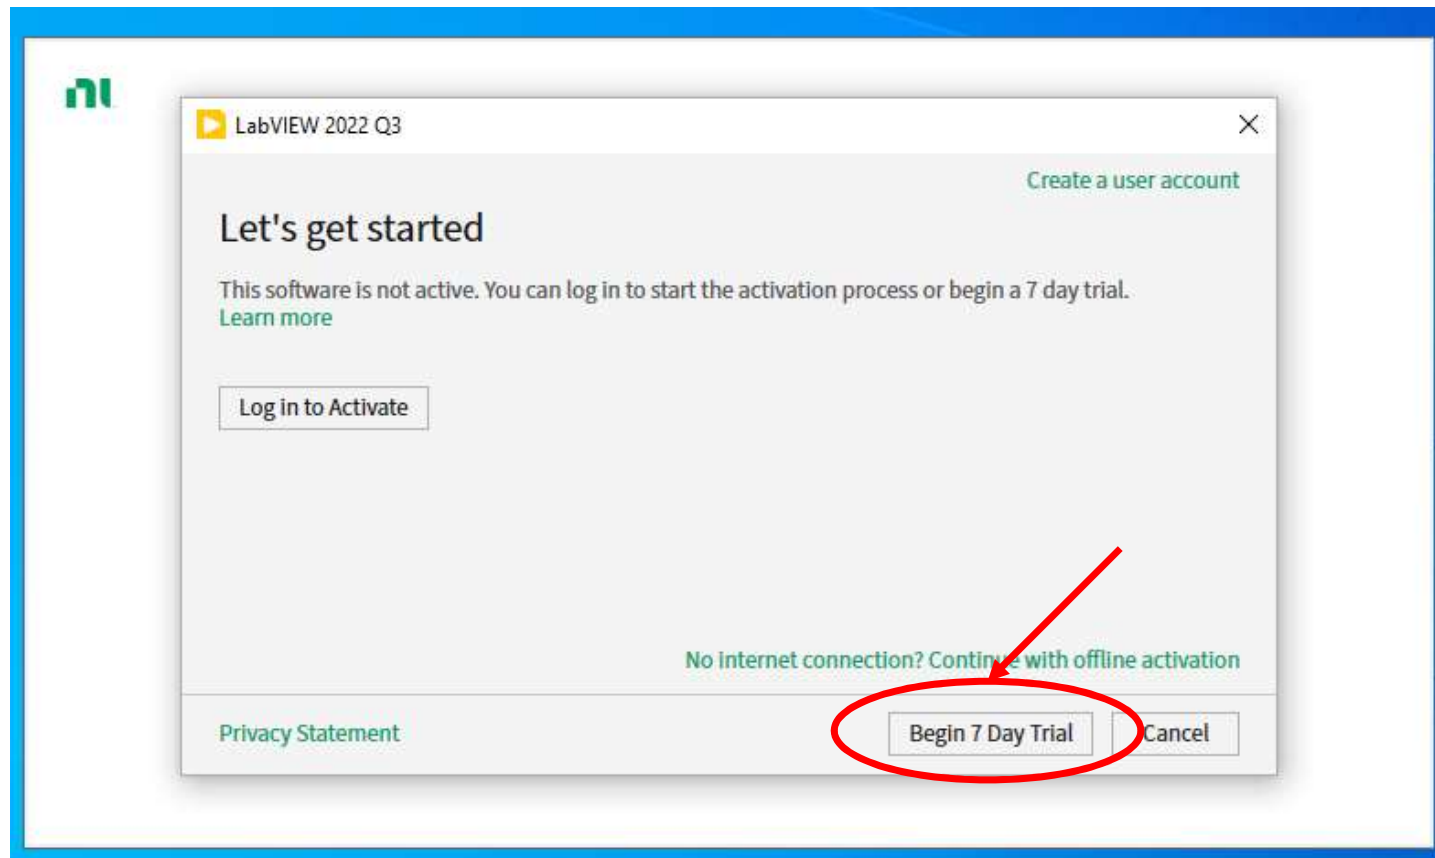 ni
LabVIEW 2022 Q3
Create a user account
Let's get started
This software is not active. You can log in to start the activation process or begin a 7 day trial.
Learn more
Log in to Activate
No internet connection? Continue with offline activation
Privacy Statement
Begin 7 Day Trial
Cancel